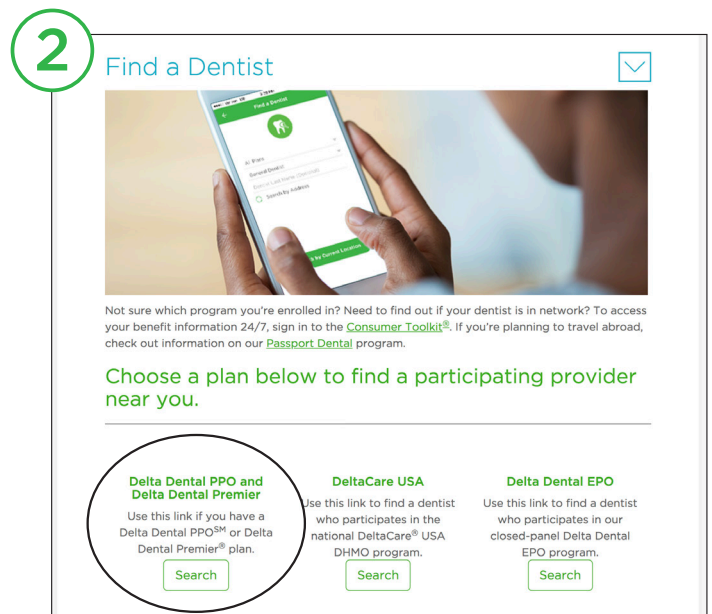 2
Find a Dentist
Find a Dentist
All Plans
General Dentist
Search by Address
by Current Location
Not sure which program you're enrolled in? Need to find out if your dentist is in network? To access
your benefit information 24/7, sign in to the Consumer Toolkit®. If you're planning to travel abroad,
check out information on our Passport Dental program.
Choose a plan below to find a participating provider
near you.
Delta Dental PPO and
Delta Dental Premier
Use this link if you have a
Delta Dental PPO℠ or Delta
Dental Premier® plan.
Search
DeltaCare USA
Use this link to find a dentist
who participates in the
national DeltaCare® USA
DHMO program.
Search
Delta Dental EPO
Use this link to find a dentist
who participates in our
closed-panel Delta Dental
EPO program.
Search